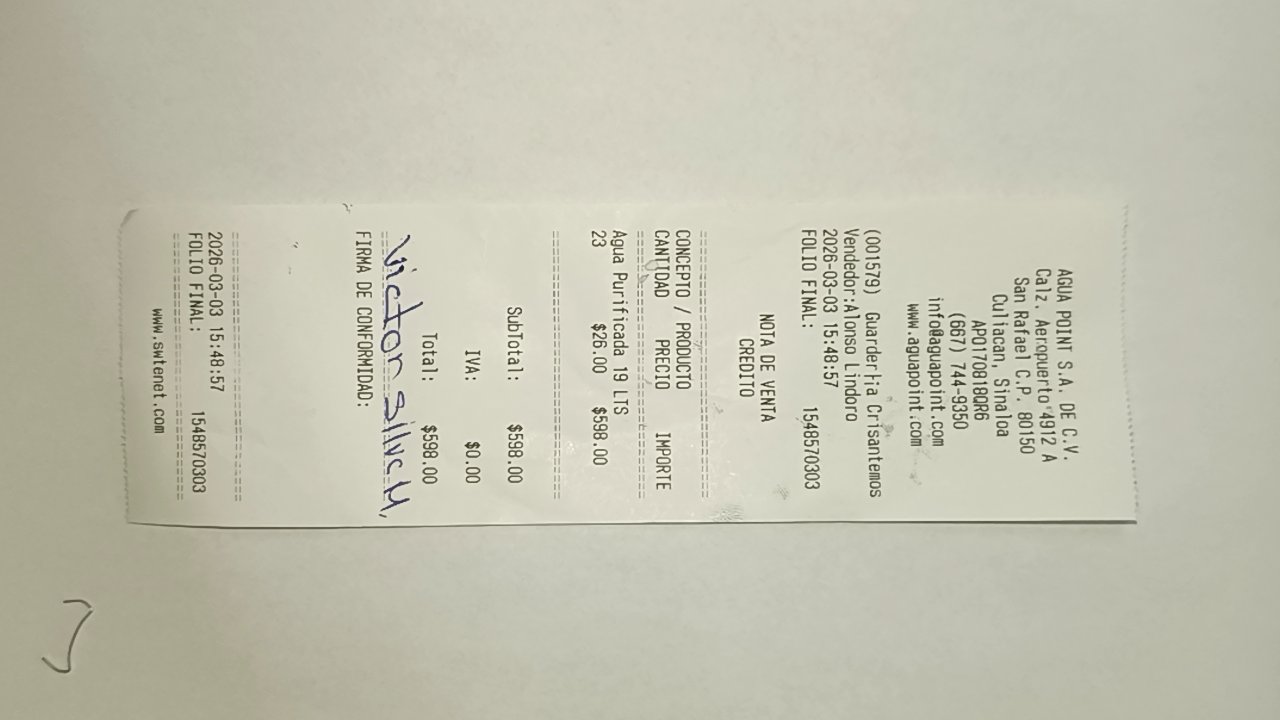 AGUA POINT S.A. DE C.V.
Calz. Aeropuerto 4912 A
San Rafael C.P. 80150
Culiacan, Sinaloa
APO170818QR6
(667) 744-9350
info@aguapoint.com
www.aguapoint.com
(001579) Guarderia Crisantemos
Vendedor:Alonso Lindoro
2026-03-03 15:48:57
FOLIO FINAL: 1548570303
NOTA DE VENTA
CREDITO
CONCEPTO / PRODUCTO
CANTIDAD PRECIO IMPORTE
Agua Purificada 19 LTS
23 $26.00 $598.00
SubTotal: $598.00
IVA: $0.00
Total: $598.00
Victor Silva H.
FIRMA DE CONFORMIDAD:
2026-03-03 15:48:57
FOLIO FINAL: 1548570303
www.swtenet.com